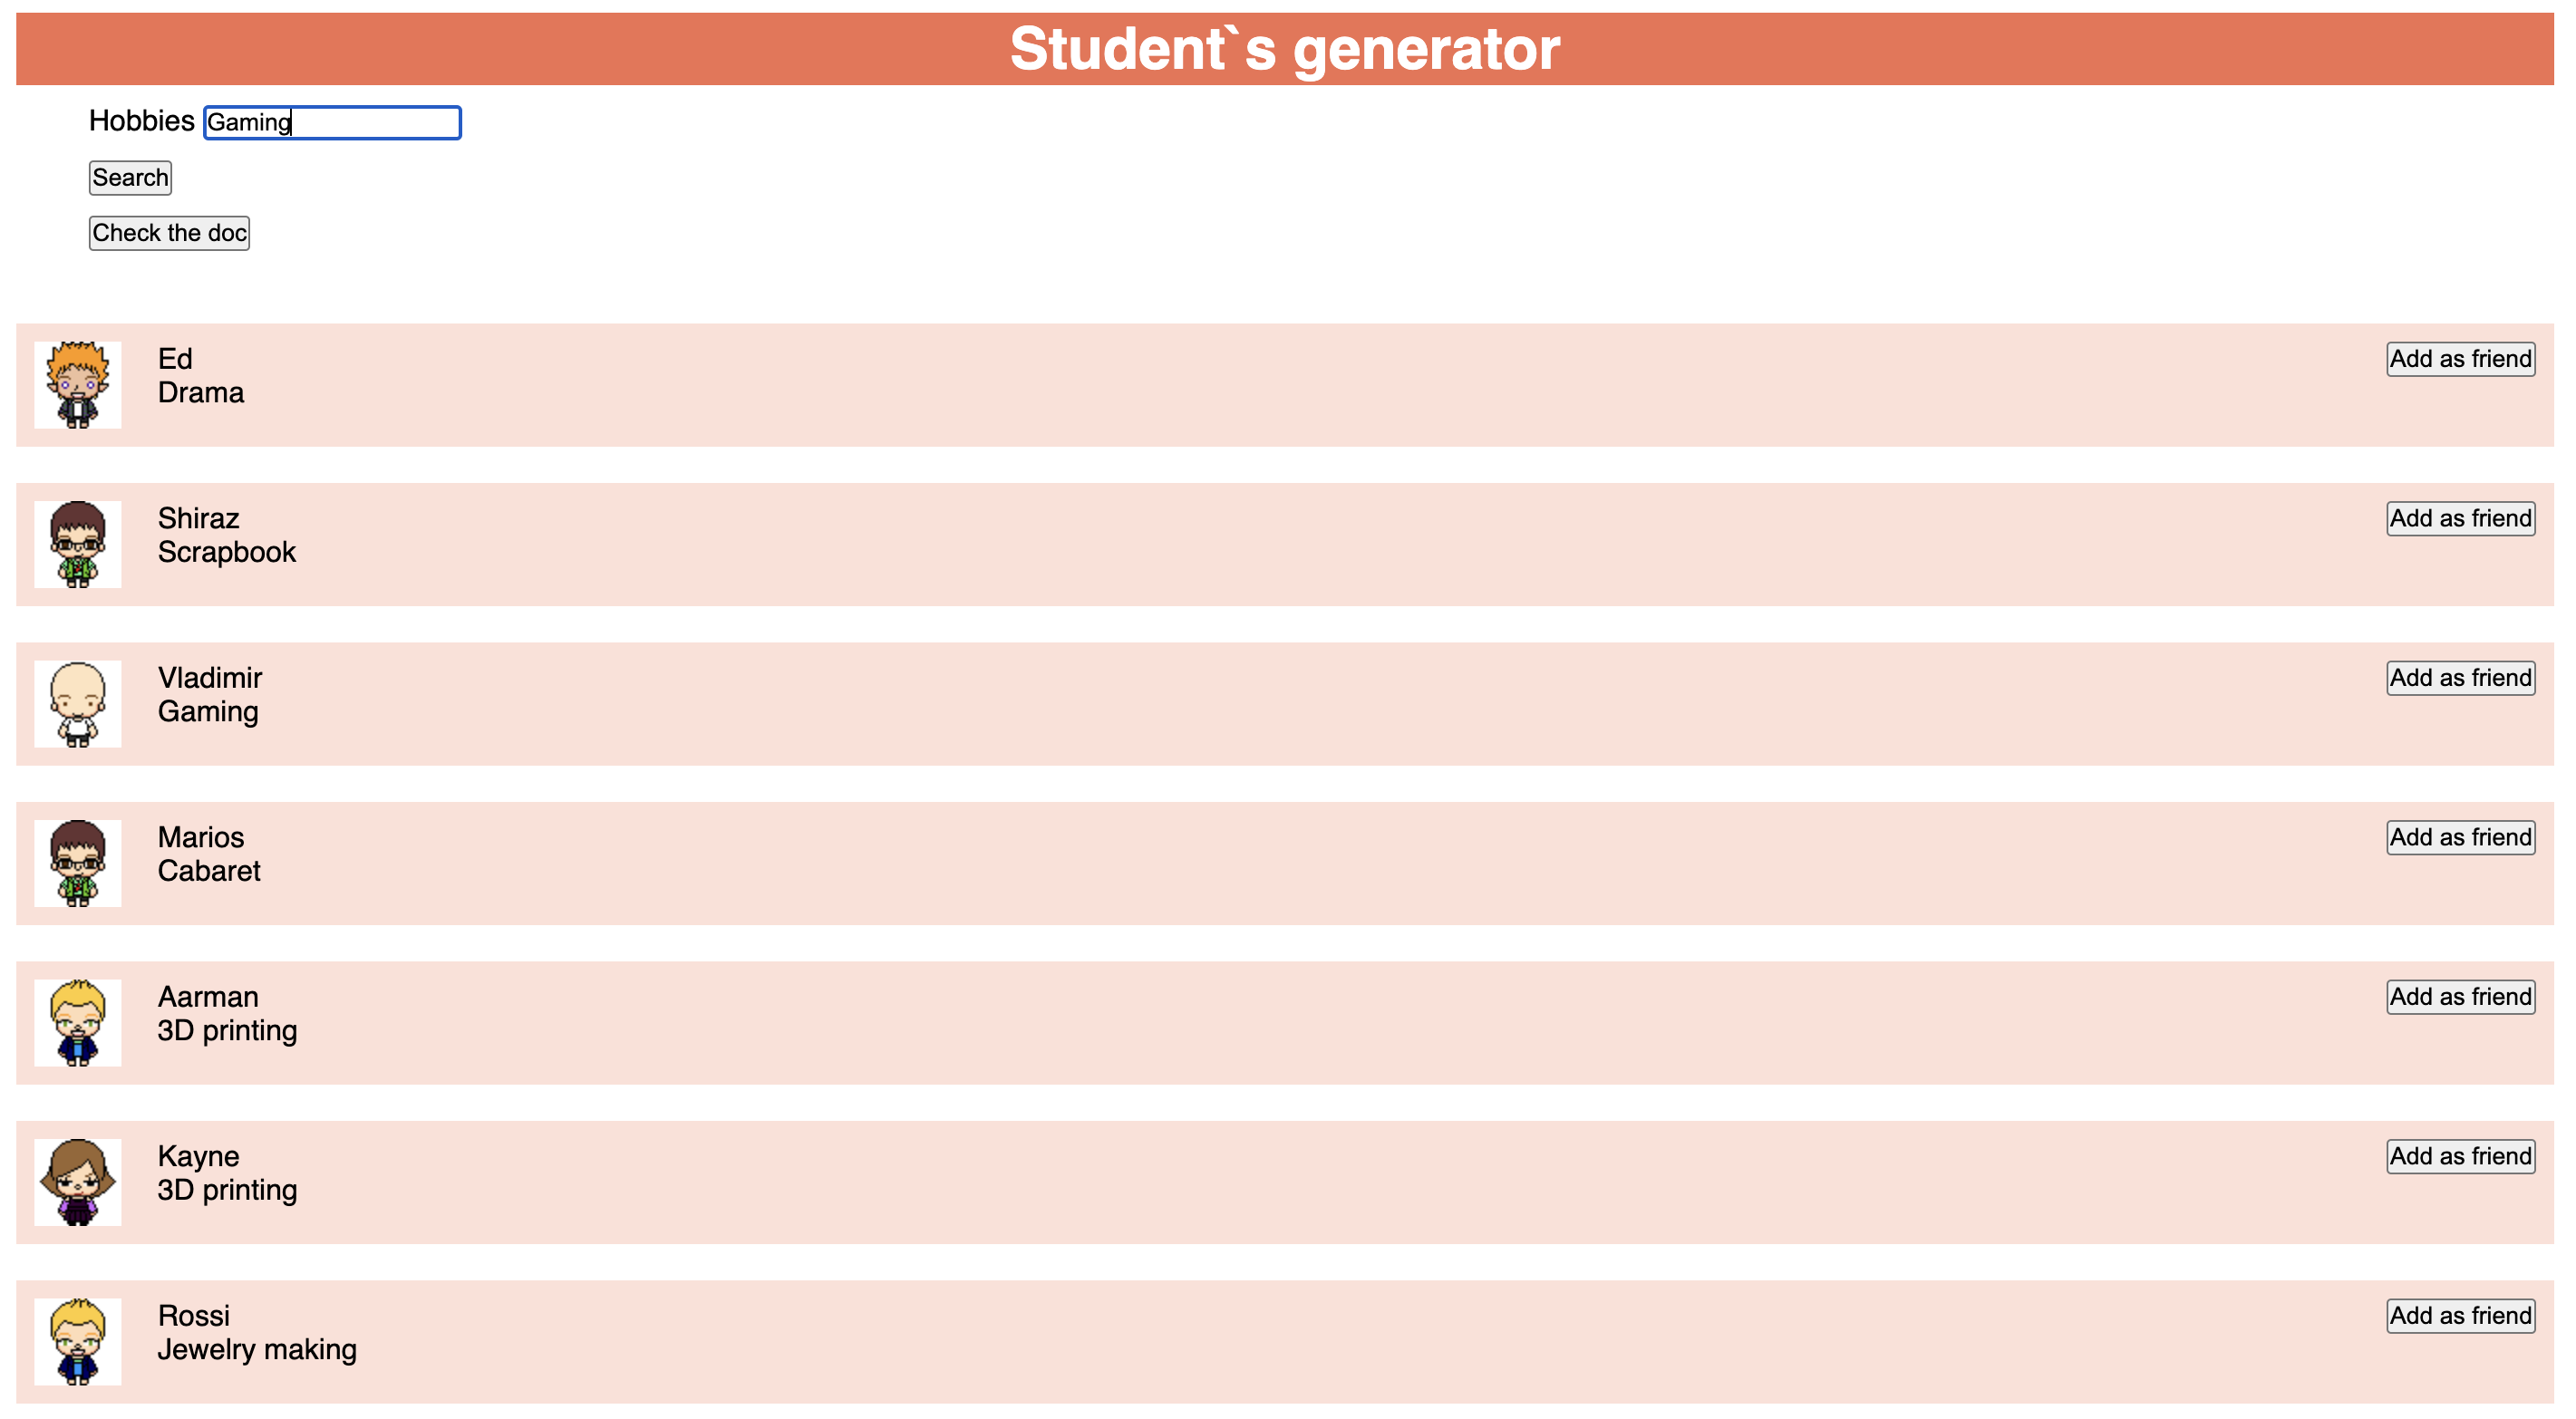 Student`s generator
Hobbies Gaming
Search
Check the doc
Ed
Add as friend
Drama
Shiraz
Add as friend
Scrapbook
Vladimir
Add as friend
Gaming
Marios
Add as friend
Cabaret
Aarman
Add as friend
3D printing
Kayne
Add as friend
3D printing
Rossi
Add as friend
Jewelry making